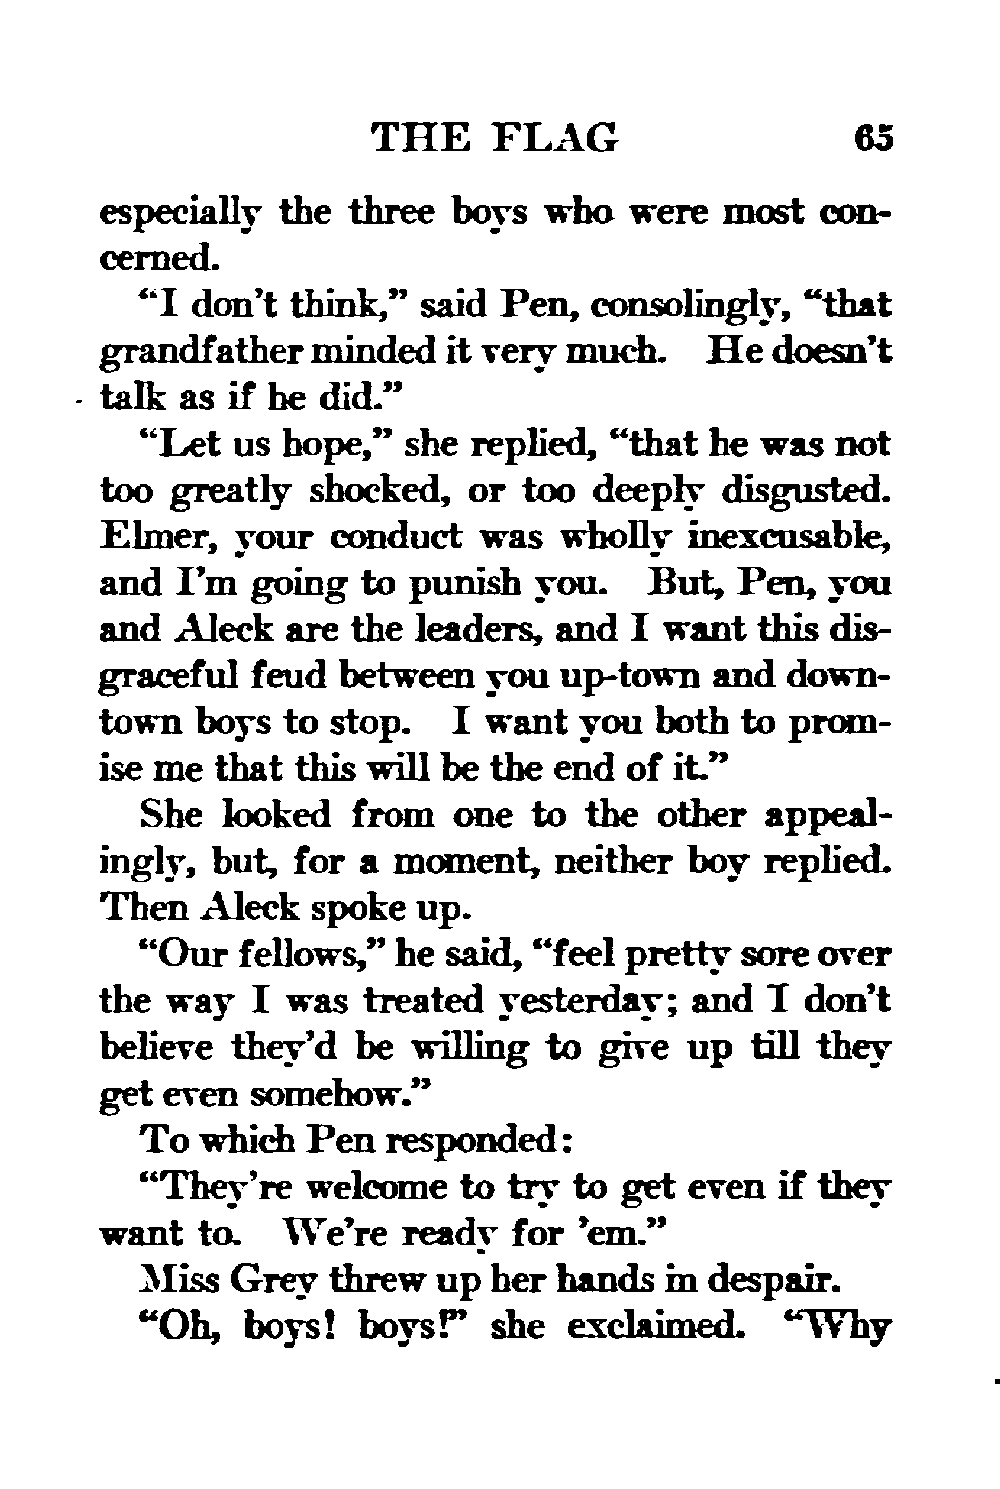 THE FLAG 65
especially the three boys who were most con-
cerned.
“I don’t think,” said Pen, consolingly, “that
grandfather minded it very much. He doesn’t
talk as if he did.”
“Let us hope,” she replied, “that he was not
too greatly shocked, or too deeply disgusted.
Elmer, your conduct was wholly inexcusable,
and I’m going to punish you. But, Pen, you
and Aleck are the leaders, and I want this dis-
graceful feud between you up-town and down-
town boys to stop. I want you both to prom-
ise me that this will be the end of it.”
She looked from one to the other appeal-
ingly, but, for a moment, neither boy replied.
Then Aleck spoke up.
“Our fellows,” he said, “feel pretty sore over
the way I was treated yesterday; and I don’t
believe they’d be willing to give up till they
get even somehow.”
To which Pen responded:
“They’re welcome to try to get even if they
want to. We’re ready for ’em.”
Miss Grey threw up her hands in despair.
“Oh, boys! boys!” she exclaimed. “Why